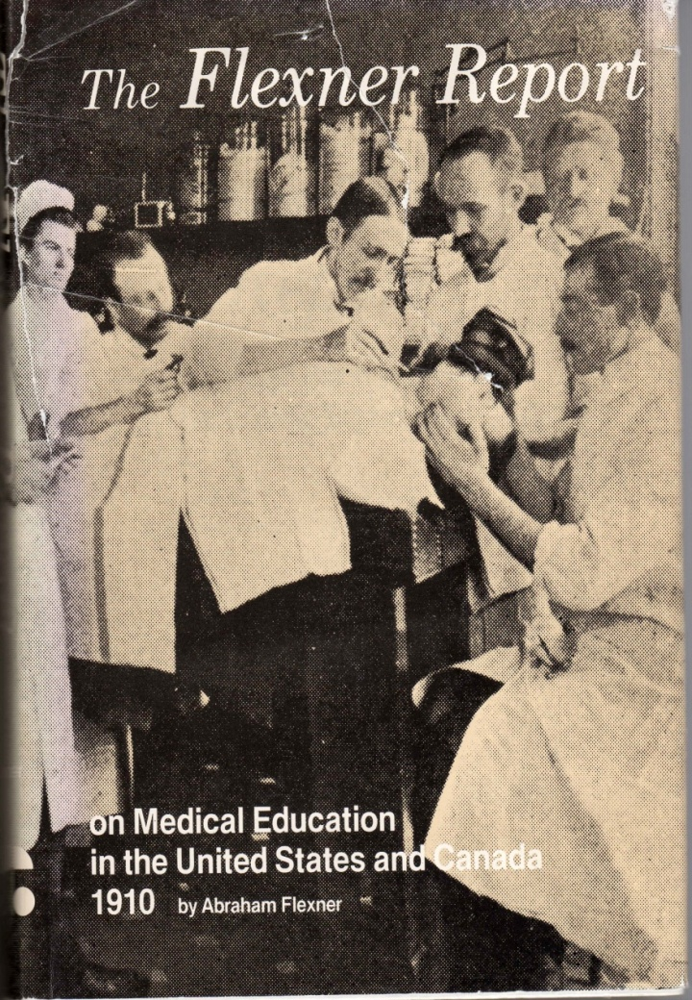 The Flexner Report
on Medical Education
in the United States and Canada
1910 by Abraham Flexner